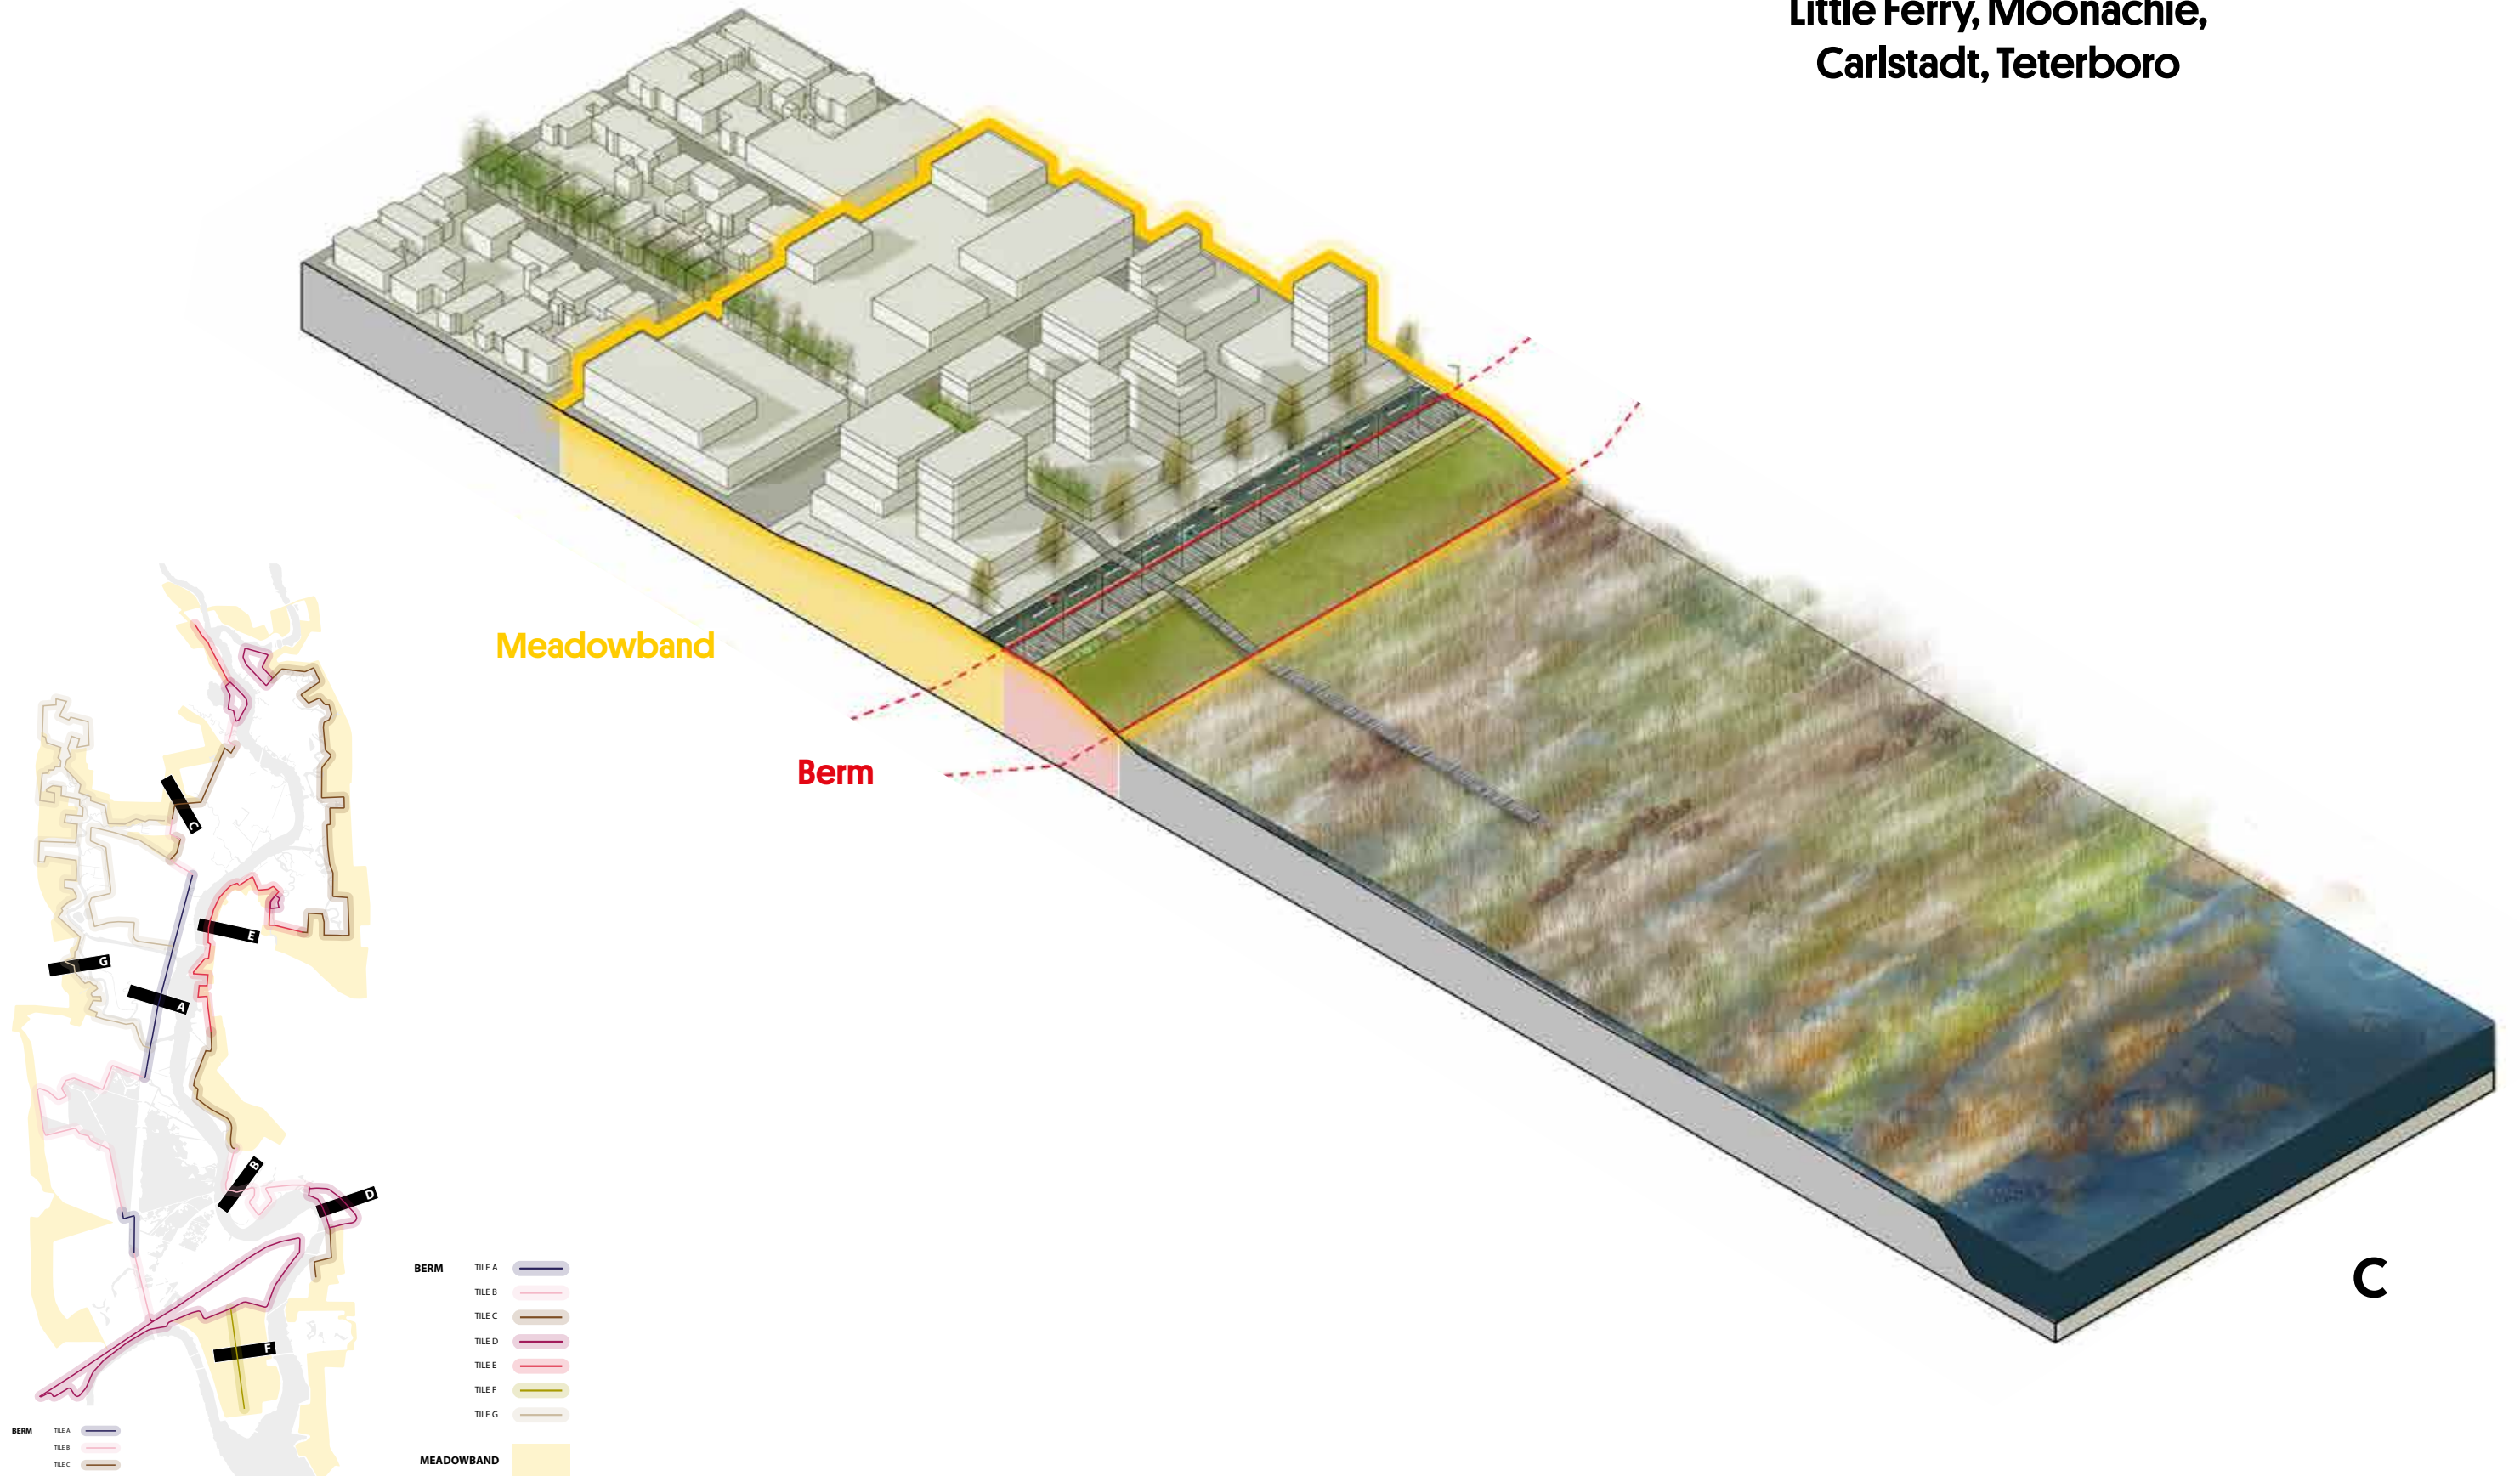 Little Ferry, Moonachie,
Carlstadt, Teterboro
Meadowband
Berm
C
C
E
G
A
B
D
F
BERM
TILE A
TILE B
TILE C
TILE D
TILE E
TILE F
TILE G
MEADOWBAND
BERM
TILE A
TILE B
TILE C